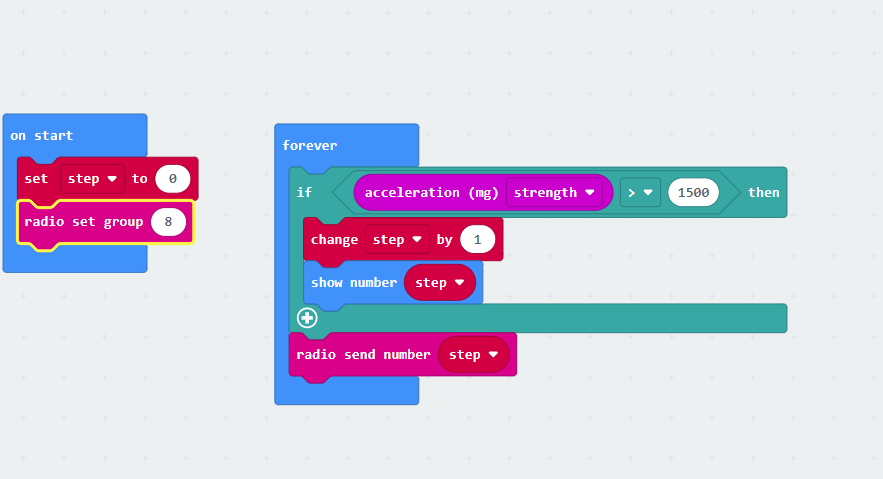 on start
set step to 0
radio set group 8
forever
if acceleration (mg) strength > 1500 then
change step by 1
show number step
radio send number step